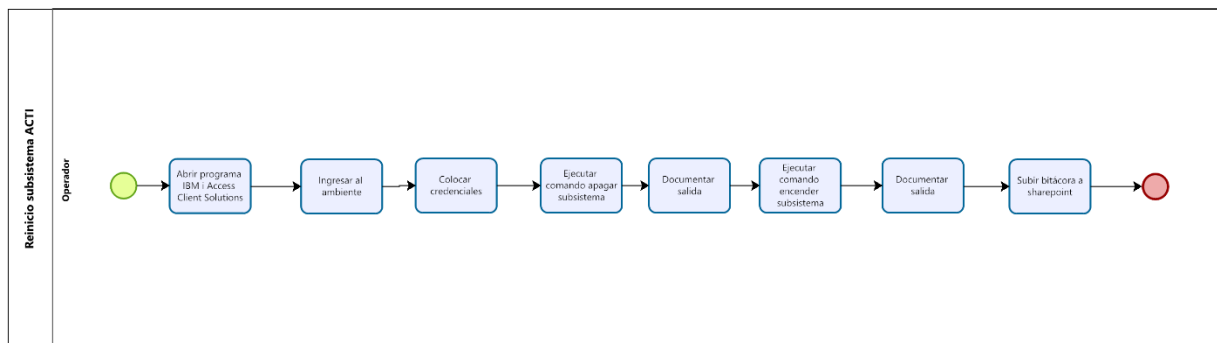 Reinicio subsistema ACTI
Operador
Abrir programa
IBM i Access
Client Solutions
Ingresar al
ambiente
Colocar
credenciales
Ejecutar
comando apagar
subsistema
Documentar
salida
Ejecutar
comando
encender
subsistema
Documentar
salida
Subir bitácora a
sharepoint